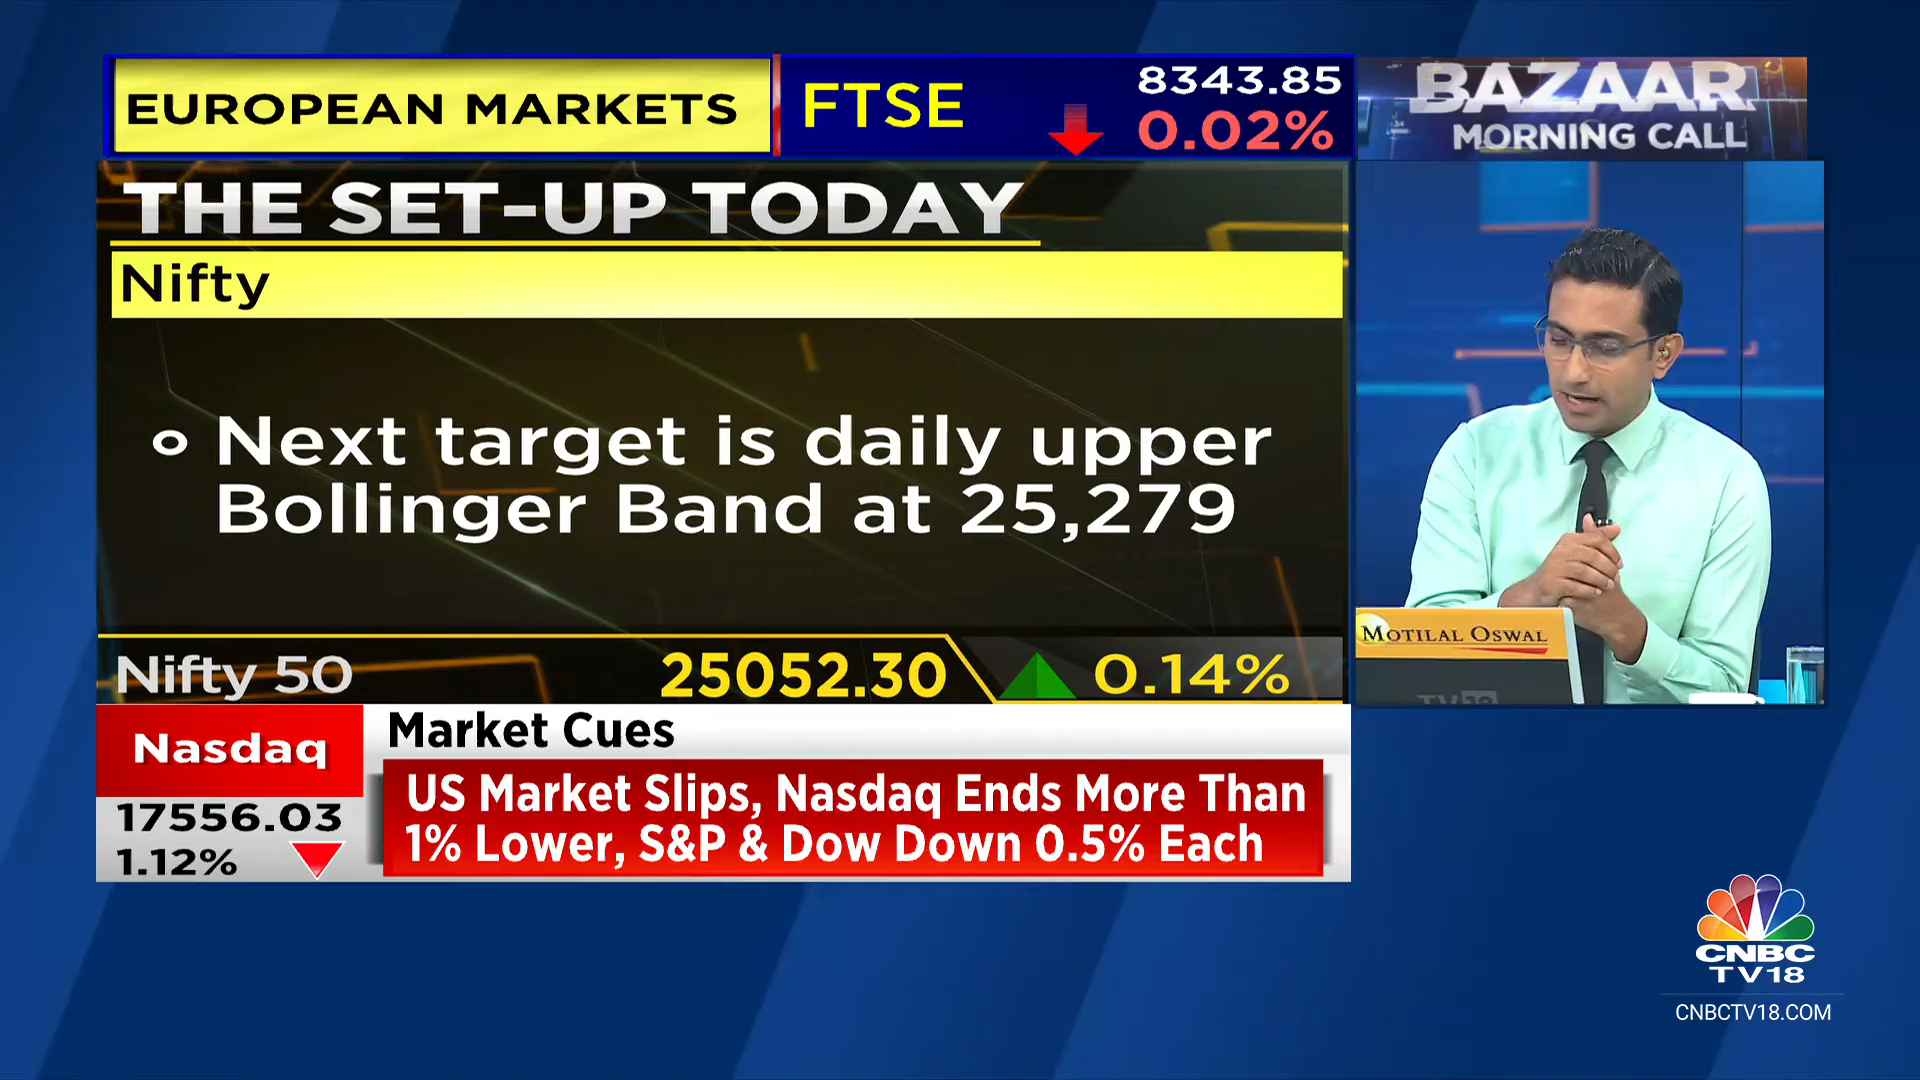 EUROPEAN MARKETS
FTSE
8343.85
0.02%
BAZAAR
MORNING CALL
THE SET-UP TODAY
Nifty
o Next target is daily upper
Bollinger Band at 25,279
Nifty 50 25052.30 0.14%
MOTILAL OSWAL
TV18
Nasdaq
17556.03
1.12%
Market Cues
US Market Slips, Nasdaq Ends More Than
1% Lower, S&P & Dow Down 0.5% Each
CNBC
TV18
CNBCTV18.COM